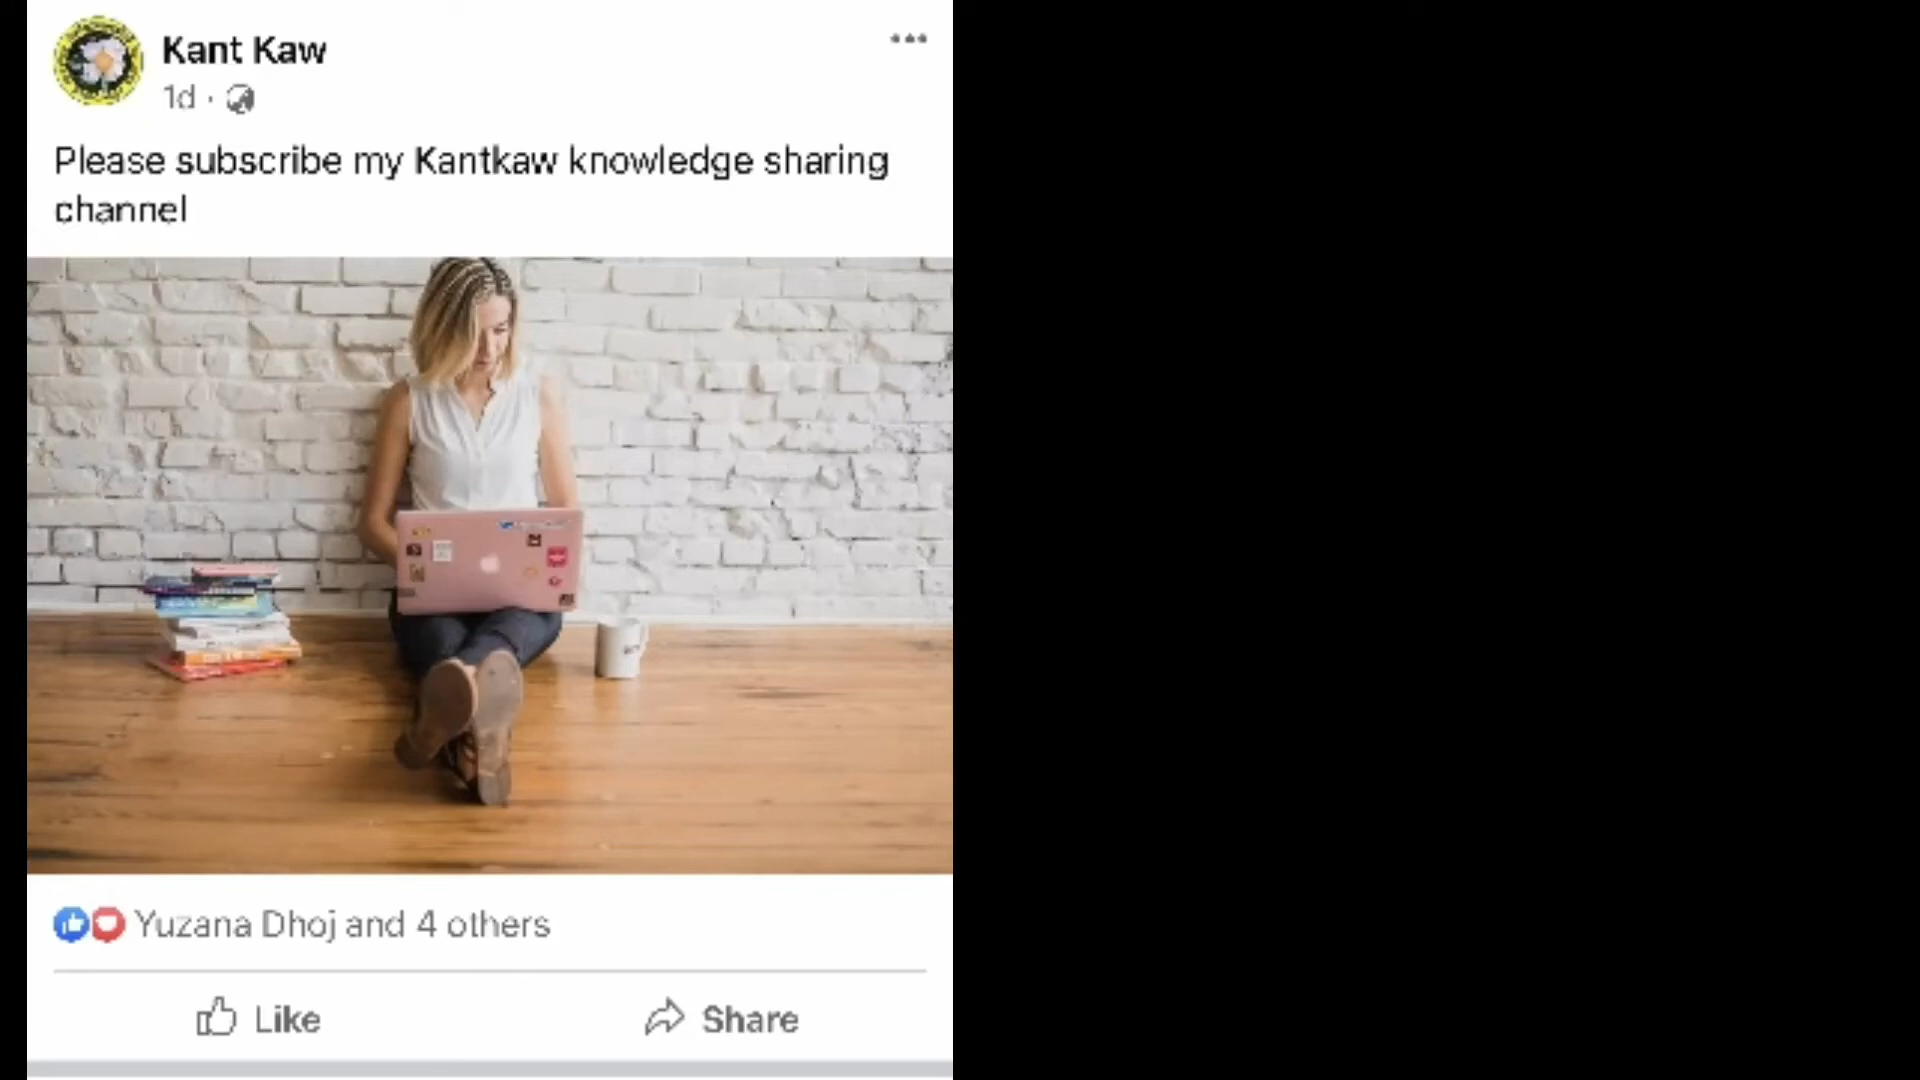 Kant Kaw
1d ·
Please subscribe my Kantkaw knowledge sharing
channel
Yuzana Dhoj and 4 others
Like
Share